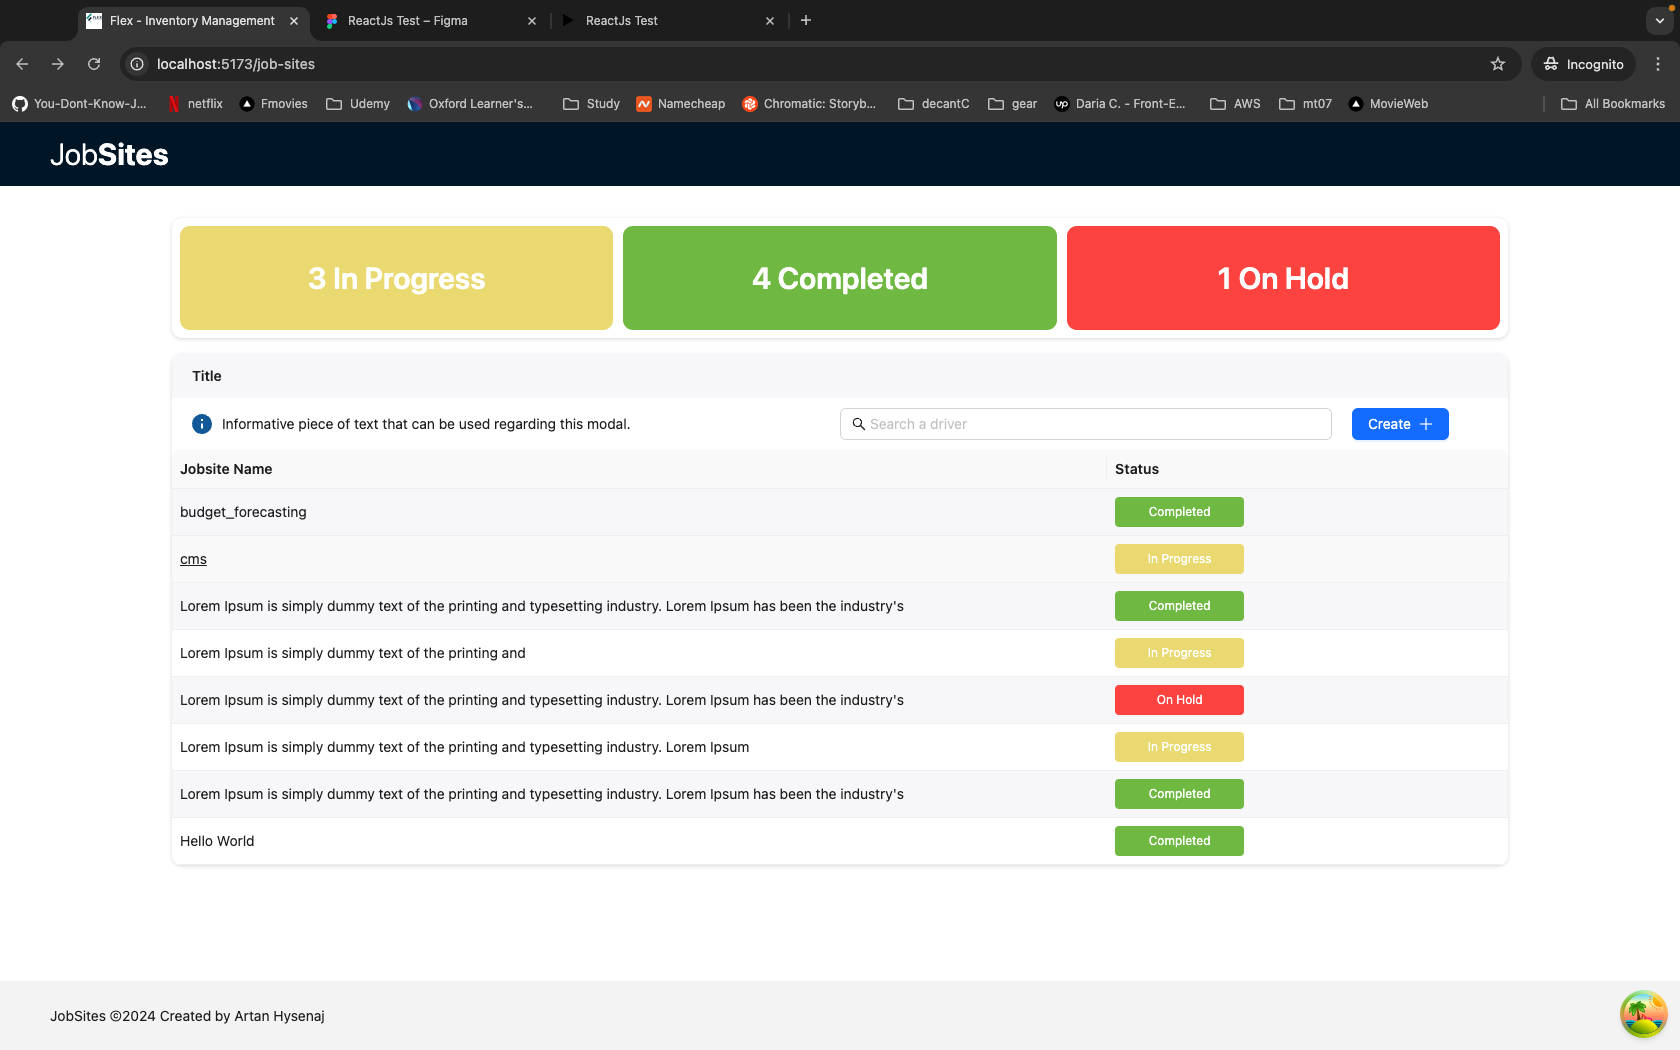 Flex - Inventory Management
ReactJs Test – Figma
ReactJs Test
localhost:5173/job-sites
Incognito
You-Dont-Know-J...
netflix
Fmovies
Udemy
Oxford Learner's...
Study
Namecheap
Chromatic: Storyb...
decantC
gear
up Daria C. - Front-E...
AWS
mt07
MovieWeb
All Bookmarks
JobSites
3 In Progress
4 Completed
1 On Hold
Title
Informative piece of text that can be used regarding this modal.
Search a driver
Create
Jobsite Name Status
budget_forecasting Completed
cms In Progress
Lorem Ipsum is simply dummy text of the printing and typesetting industry. Lorem Ipsum has been the industry's Completed
Lorem Ipsum is simply dummy text of the printing and In Progress
Lorem Ipsum is simply dummy text of the printing and typesetting industry. Lorem Ipsum has been the industry's On Hold
Lorem Ipsum is simply dummy text of the printing and typesetting industry. Lorem Ipsum In Progress
Lorem Ipsum is simply dummy text of the printing and typesetting industry. Lorem Ipsum has been the industry's Completed
Hello World Completed
JobSites ©2024 Created by Artan Hysenaj